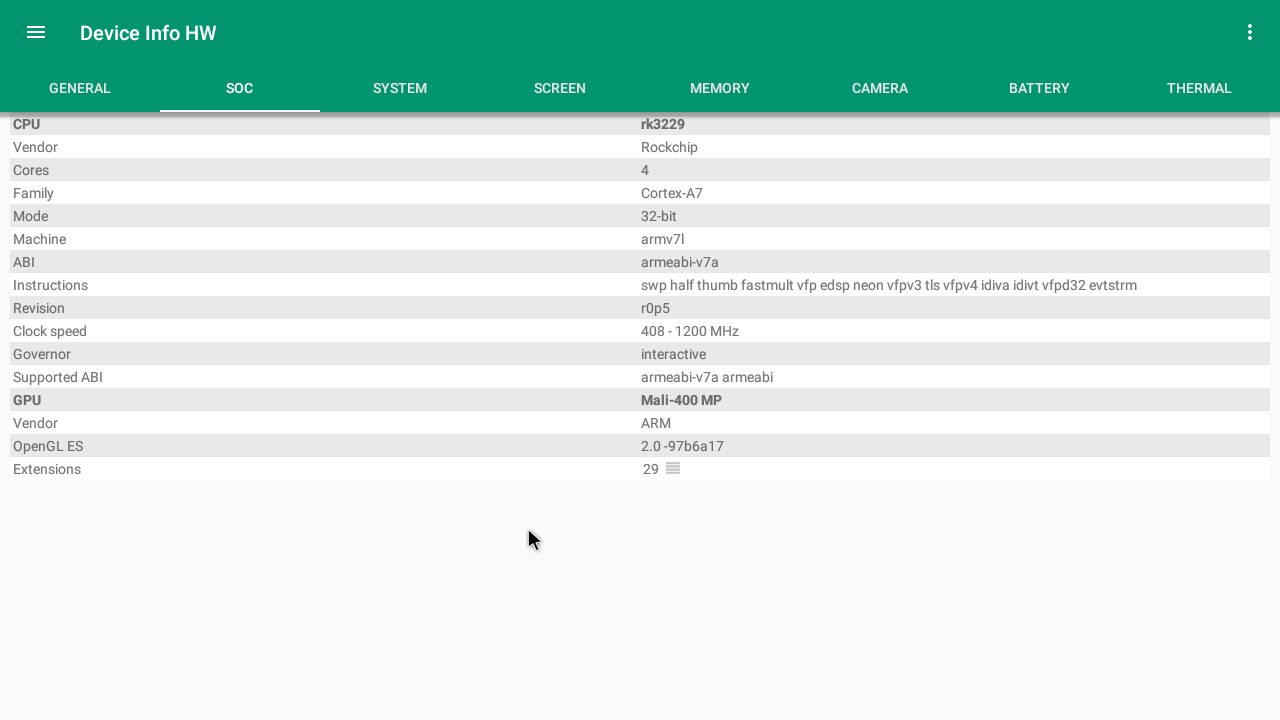 Device Info HW
GENERAL SOC SYSTEM SCREEN MEMORY CAMERA BATTERY THERMAL
CPU rk3229
Vendor Rockchip
Cores 4
Family Cortex-A7
Mode 32-bit
Machine armv7l
ABI armeabi-v7a
Instructions swp half thumb fastmult vfp edsp neon vfpv3 tls vfpv4 idiva idivt vfpd32 evtstrm
Revision r0p5
Clock speed 408 - 1200 MHz
Governor interactive
Supported ABI armeabi-v7a armeabi
GPU Mali-400 MP
Vendor ARM
OpenGL ES 2.0 -97b6a17
Extensions 29